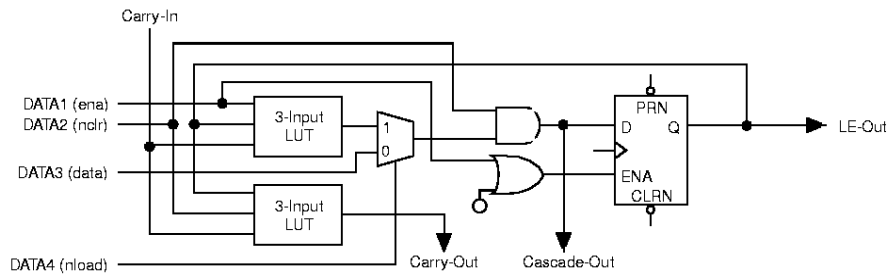 Carry-In
DATA1 (ena)
DATA2 (nclr)
3-Input
LUT
1
0
PRN
D
Q
LE-Out
DATA3 (data)
ENA
CLRN
3-Input
LUT
DATA4 (nload)
Carry-Out
Cascade-Out